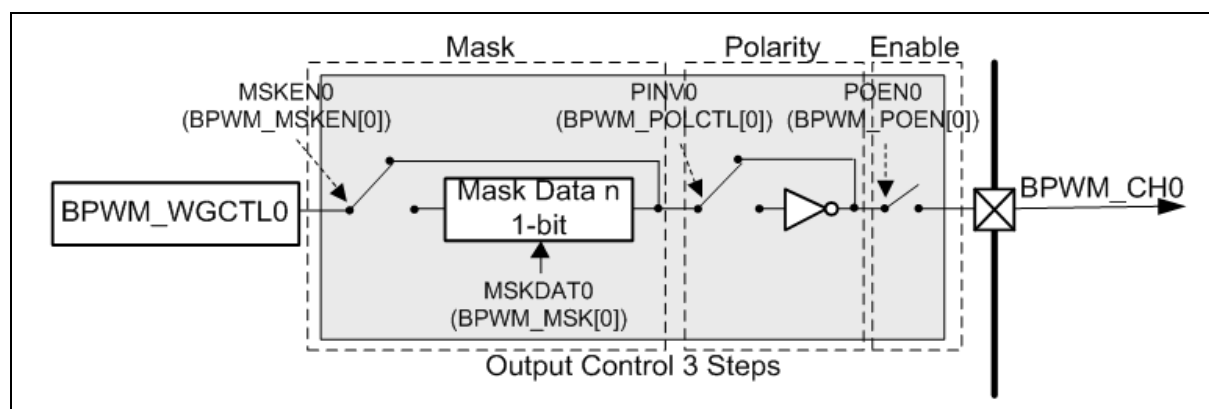 Mask
Polarity
Enable
MSKEN0
(BPWM_MSKEN[0])
PINV0
(BPWM_POLCTL[0])
POEN0
(BPWM_POEN[0])
BPWM_WGCTL0
Mask Data n
1-bit
BPWM_CH0
MSKDAT0
(BPWM_MSK[0])
Output Control 3 Steps